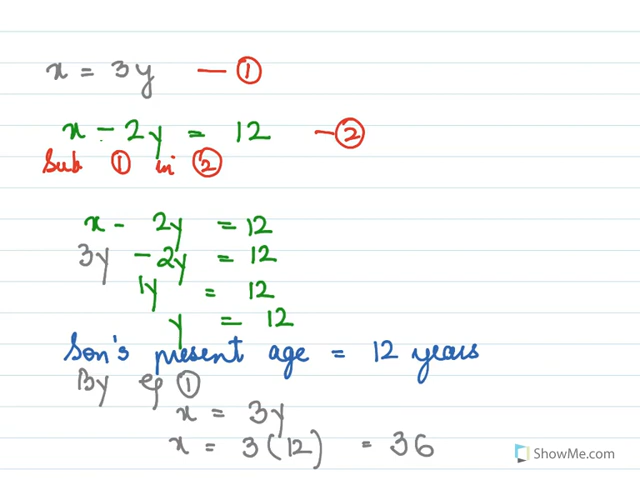 x = 3y — ①
x - 2y = 12 - ②
Sub ① in ②
x - 2y = 12
3y - 2y = 12
1y = 12
y = 12
Son's present age = 12 years
By eq ①
x = 3y
x = 3(12) = 36
ShowMe.com